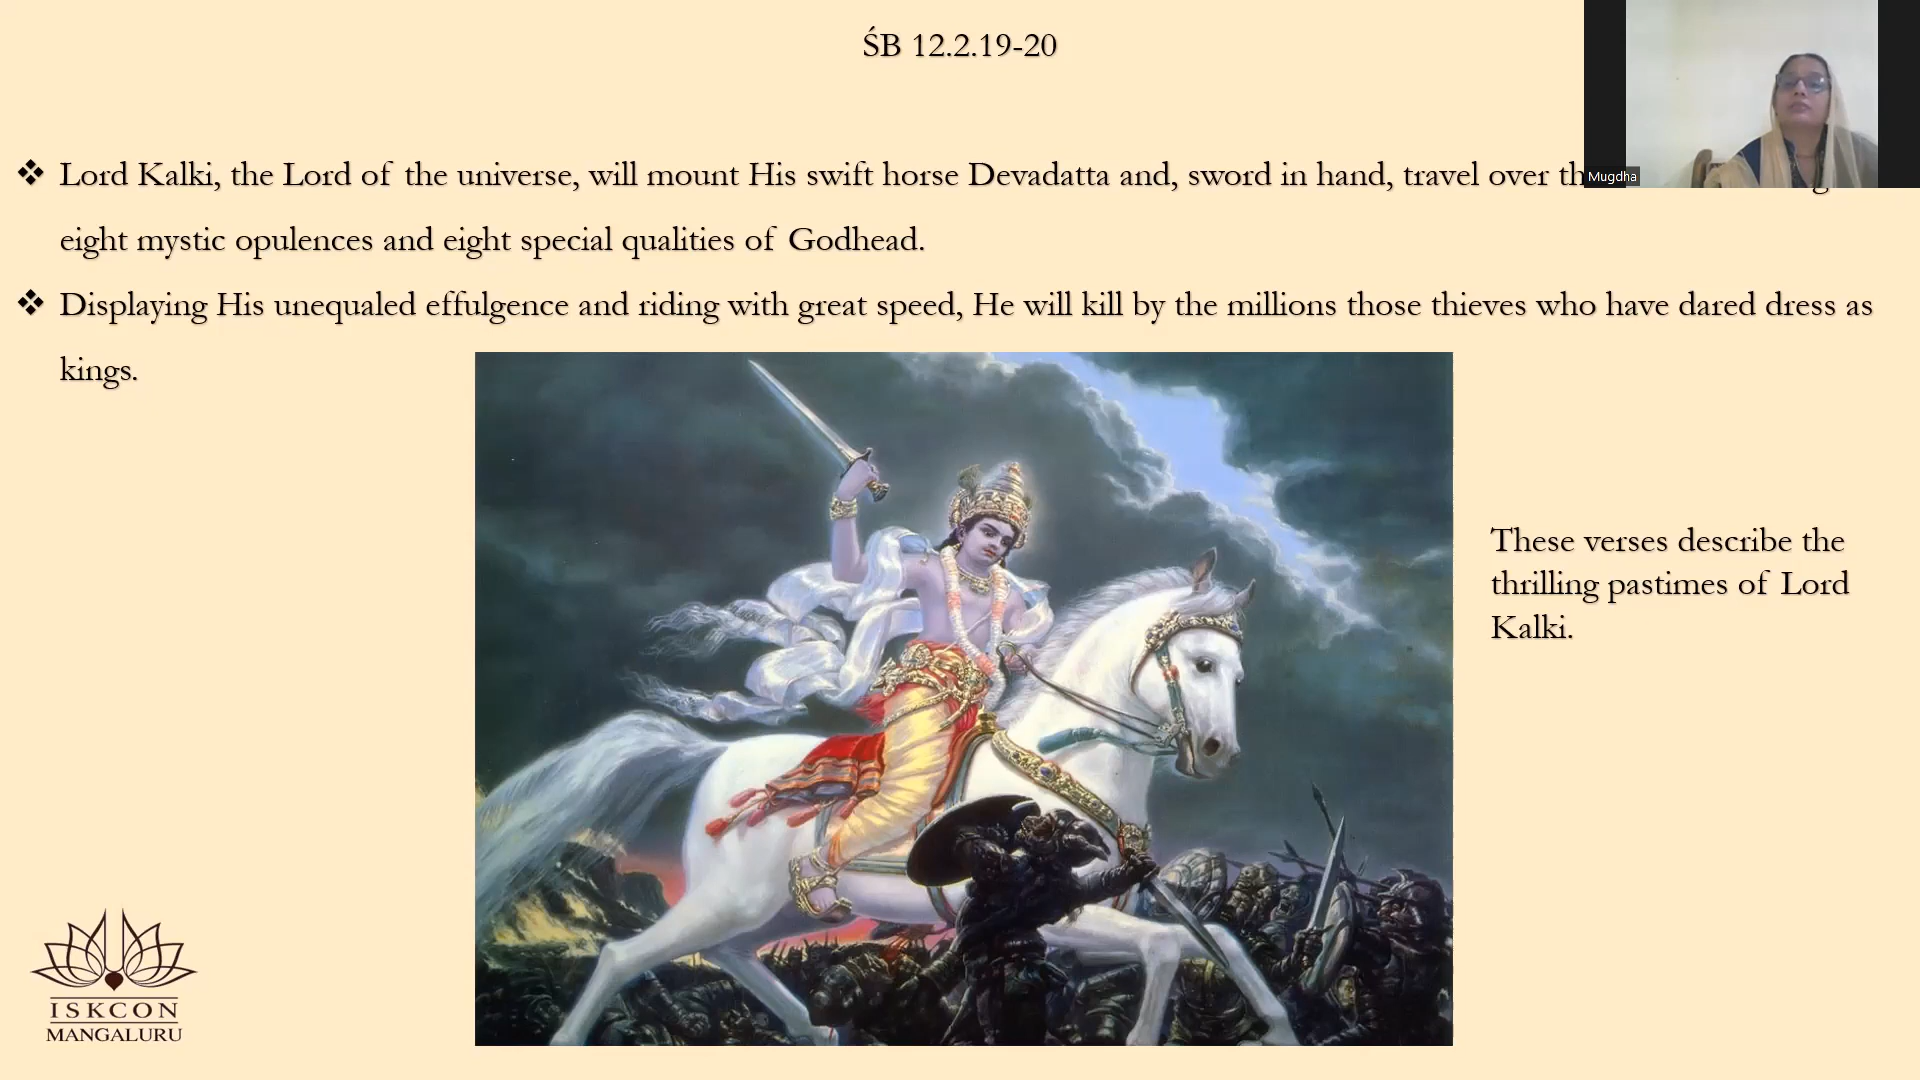 ŚB 12.2.19-20
❖ Lord Kalki, the Lord of the universe, will mount His swift horse Devadatta and, sword in hand, travel over
eight mystic opulences and eight special qualities of Godhead.
❖ Displaying His unequaled effulgence and riding with great speed, He will kill by the millions those thieves who have dared dress as
kings.
These verses describe the
thrilling pastimes of Lord
Kalki.
Mugdha
ISKCON
MANGALURU